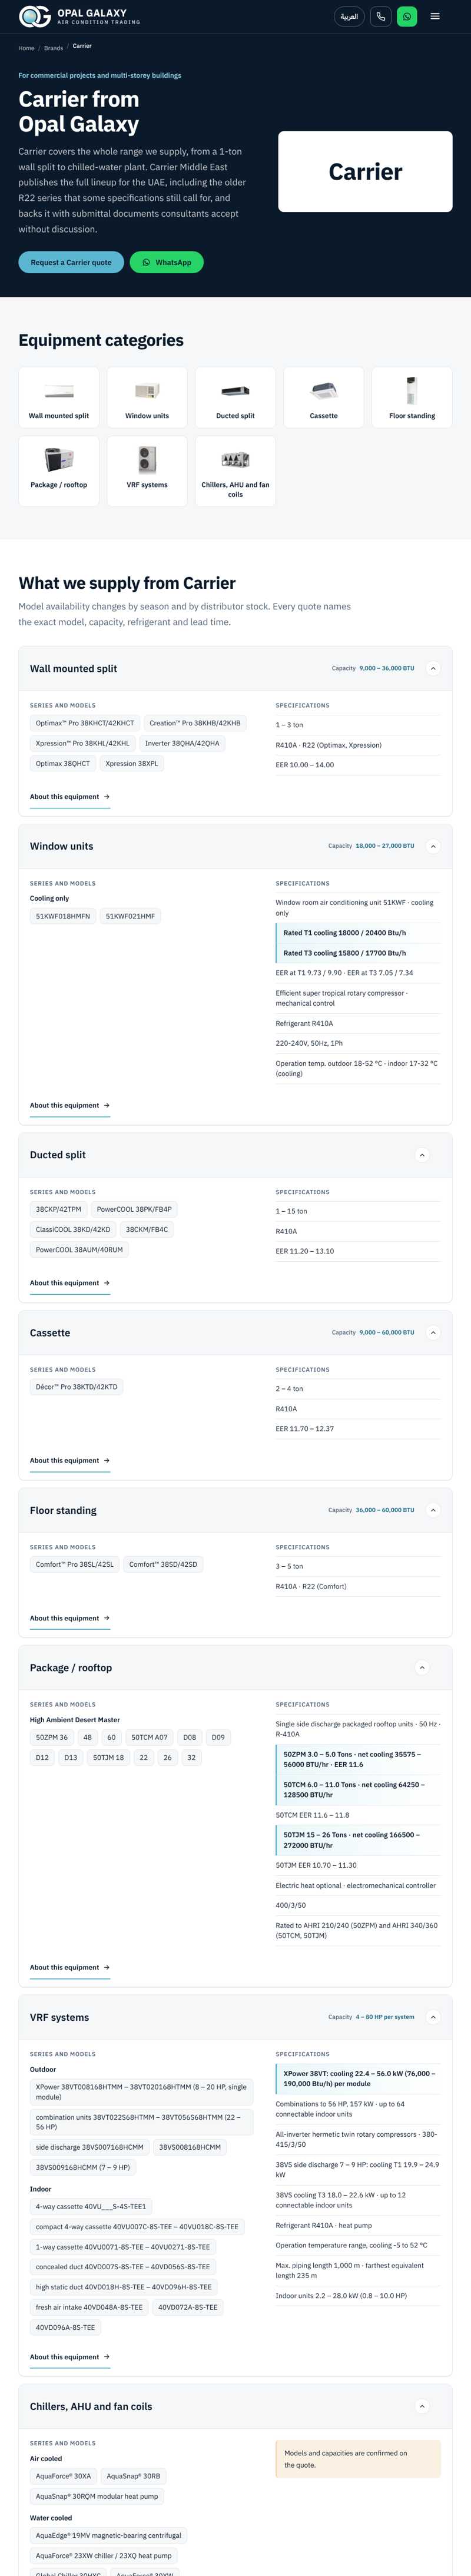 OPAL GALAXY
AIR CONDITION TRADING
العربية
Home / Brands / Carrier
For commercial projects and multi-storey buildings
Carrier from
Opal Galaxy
Carrier covers the whole range we supply, from a 1-ton
wall split to chilled-water plant. Carrier Middle East
publishes the full lineup for the UAE, including the older
R22 series that some specifications still call for, and
backs it with submittal documents consultants accept
without discussion.
Carrier
Request a Carrier quote
WhatsApp
Equipment categories
Wall mounted split
Window units
Ducted split
Cassette
Floor standing
Package / rooftop
VRF systems
Chillers, AHU and fan
coils
What we supply from Carrier
Model availability changes by season and by distributor stock. Every quote names
the exact model, capacity, refrigerant and lead time.
Wall mounted split
Capacity 9,000 – 36,000 BTU
SERIES AND MODELS
Optimax™ Pro 38KHCT/42KHCT
Creation™ Pro 38KHB/42KHB
Xpression™ Pro 38KHL/42KHL
Inverter 38QHA/42QHA
Optimax 38QHCT
Xpression 38XPL
SPECIFICATIONS
1 – 3 ton
R410A · R22 (Optimax, Xpression)
EER 10.00 – 14.00
About this equipment →
Window units
Capacity 18,000 – 27,000 BTU
SERIES AND MODELS
Cooling only
51KWF018HMFN
51KWF021HMF
SPECIFICATIONS
Window room air conditioning unit 51KWF · cooling
only
Rated T1 cooling 18000 / 20400 Btu/h
Rated T3 cooling 15800 / 17700 Btu/h
EER at T1 9.73 / 9.90 · EER at T3 7.05 / 7.34
Efficient super tropical rotary compressor ·
mechanical control
Refrigerant R410A
220-240V, 50Hz, 1Ph
Operation temp. outdoor 18-52 °C · indoor 17-32 °C
(cooling)
About this equipment →
Ducted split
SERIES AND MODELS
38CKP/42TPM
PowerCOOL 38PK/FB4P
ClassiCOOL 38KD/42KD
38CKM/FB4C
PowerCOOL 38AUM/40RUM
SPECIFICATIONS
1 – 15 ton
R410A
EER 11.20 – 13.10
About this equipment →
Cassette
Capacity 9,000 – 60,000 BTU
SERIES AND MODELS
Décor™ Pro 38KTD/42KTD
SPECIFICATIONS
2 – 4 ton
R410A
EER 11.70 – 12.37
About this equipment →
Floor standing
Capacity 36,000 – 60,000 BTU
SERIES AND MODELS
Comfort™ Pro 38SL/42SL
Comfort™ 38SD/42SD
SPECIFICATIONS
3 – 5 ton
R410A · R22 (Comfort)
About this equipment →
Package / rooftop
SERIES AND MODELS
High Ambient Desert Master
50ZPM 36
48
60
50TCM A07
D08
D09
D12
D13
50TJM 18
22
26
32
SPECIFICATIONS
Single side discharge packaged rooftop units · 50 Hz ·
R-410A
50ZPM 3.0 – 5.0 Tons · net cooling 35575 –
56000 BTU/hr · EER 11.6
50TCM 6.0 – 11.0 Tons · net cooling 64250 –
128500 BTU/hr
50TCM EER 11.6 – 11.8
50TJM 15 – 26 Tons · net cooling 166500 –
272000 BTU/hr
50TJM EER 10.70 – 11.30
Electric heat optional · electromechanical controller
400/3/50
Rated to AHRI 210/240 (50ZPM) and AHRI 340/360
(50TCM, 50TJM)
About this equipment →
VRF systems
Capacity 4 – 80 HP per system
SERIES AND MODELS
Outdoor
XPower 38VT008168HTMM – 38VT020168HTMM (8 – 20 HP, single
module)
combination units 38VT022S68HTMM – 38VT056S68HTMM (22 –
56 HP)
side discharge 38VS007168HCMM
38VS008168HCMM
38VS009168HCMM (7 – 9 HP)
Indoor
4-way cassette 40VU___S-4S-TEE1
compact 4-way cassette 40VU007C-8S-TEE – 40VU018C-8S-TEE
1-way cassette 40VU0071-8S-TEE – 40VU0271-8S-TEE
concealed duct 40VD007S-8S-TEE – 40VD056S-8S-TEE
high static duct 40VD018H-8S-TEE – 40VD096H-8S-TEE
fresh air intake 40VD048A-8S-TEE
40VD072A-8S-TEE
40VD096A-8S-TEE
SPECIFICATIONS
XPower 38VT: cooling 22.4 – 56.0 kW (76,000 –
190,000 Btu/h) per module
Combinations to 56 HP, 157 kW · up to 64
connectable indoor units
All-inverter hermetic twin rotary compressors · 380-
415/3/50
38VS side discharge 7 – 9 HP: cooling T1 19.9 – 24.9
kW
38VS cooling T3 18.0 – 22.6 kW · up to 12
connectable indoor units
Refrigerant R410A · heat pump
Operation temperature range, cooling -5 to 52 °C
Max. piping length 1,000 m · farthest equivalent
length 235 m
Indoor units 2.2 – 28.0 kW (0.8 – 10.0 HP)
About this equipment →
Chillers, AHU and fan coils
SERIES AND MODELS
Air cooled
AquaForce® 30XA
AquaSnap® 30RB
AquaSnap® 30RQM modular heat pump
Water cooled
AquaEdge® 19MV magnetic-bearing centrifugal
AquaForce® 23XW chiller / 23XQ heat pump
Models and capacities are confirmed on
the quote.